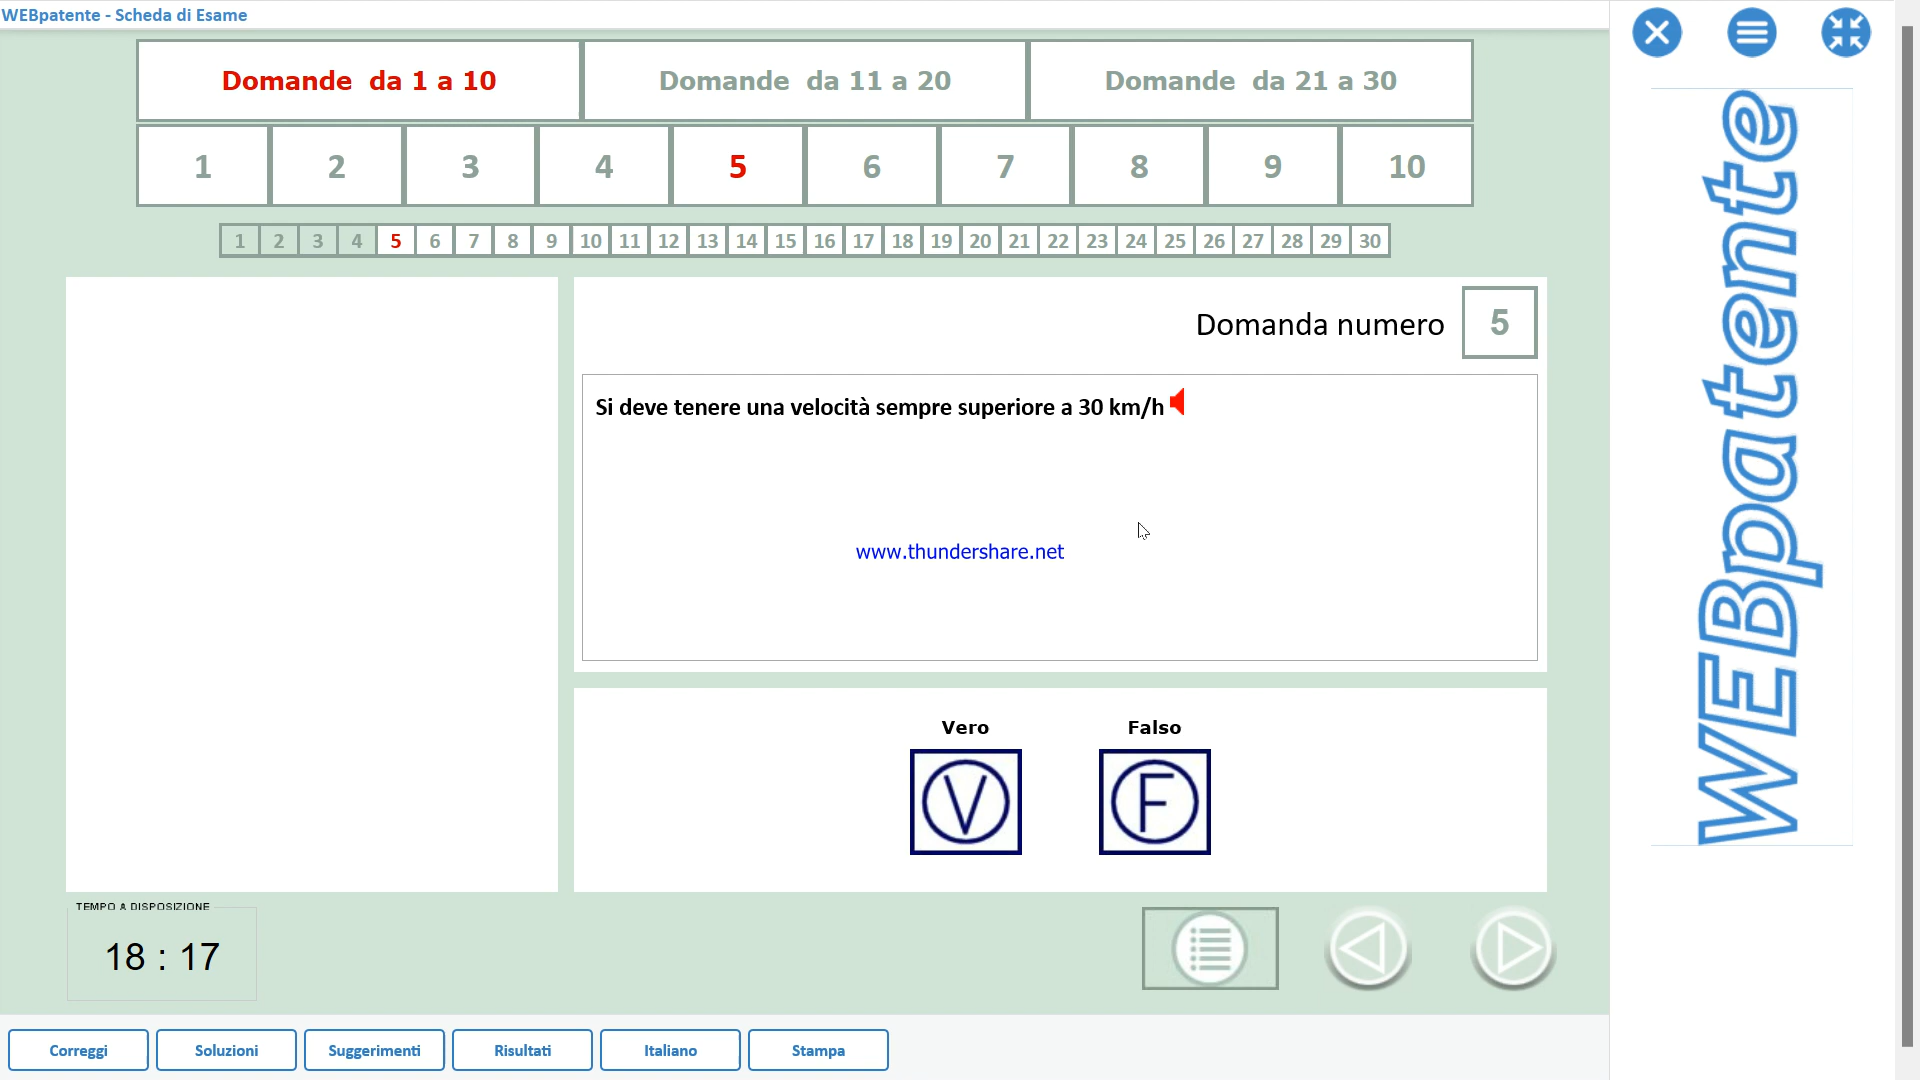 WEBpatente - Scheda di Esame
Domande da 1 a 10
Domande da 11 a 20
Domande da 21 a 30
1 2 3 4 5 6 7 8 9 10
1 2 3 4 5 6 7 8 9 10 11 12 13 14 15 16 17 18 19 20 21 22 23 24 25 26 27 28 29 30
Domanda numero 5
Si deve tenere una velocità sempre superiore a 30 km/h
www.thundershare.net
Vero Falso
V F
TEMPO A DISPOSIZIONE
18 : 17
Correggi Soluzioni Suggerimenti Risultati Italiano Stampa
WEBpatente